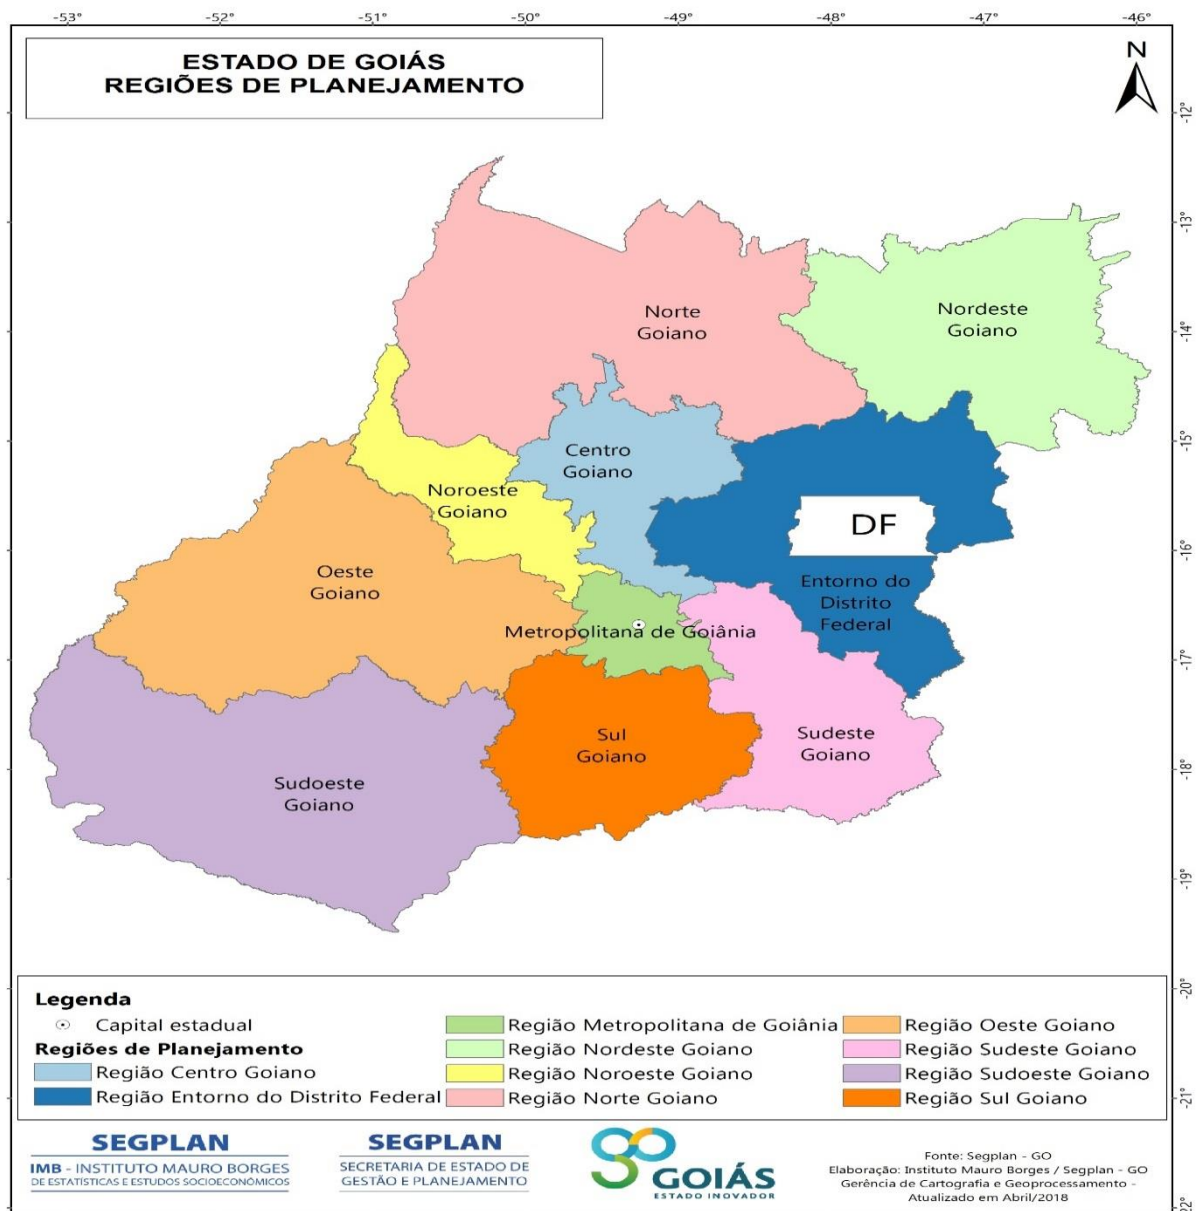 -53° -52° -51° -50° -49° -48° -47° -46°
ESTADO DE GOIÁS
REGIÕES DE PLANEJAMENTO
N
-12°
-13°
Norte
Goiano
Nordeste
Goiano
-14°
-15°
Centro
Goiano
Noroeste
Goiano
DF
-16°
Oeste
Goiano
Entorno do
Distrito
Federal
Metropolitana de Goiânia
-17°
Sul
Goiano
Sudeste
Goiano
-18°
Sudoeste
Goiano
-19°
-20°
Legenda
Capital estadual
Regiões de Planejamento
Região Centro Goiano
Região Entorno do Distrito Federal
Região Metropolitana de Goiânia
Região Nordeste Goiano
Região Noroeste Goiano
Região Norte Goiano
Região Oeste Goiano
Região Sudeste Goiano
Região Sudoeste Goiano
Região Sul Goiano
-21°
SEGPLAN
IMB - INSTITUTO MAURO BORGES
DE ESTATÍSTICAS E ESTUDOS SOCIOECONÔMICOS
SEGPLAN
SECRETARIA DE ESTADO DE
GESTÃO E PLANEJAMENTO
GOIÁS
ESTADO INOVADOR
Fonte: Segplan - GO
Elaboração: Instituto Mauro Borges / Segplan - GO
Gerência de Cartografia e Geoprocessamento -
Atualizado em Abril/2018
-22°